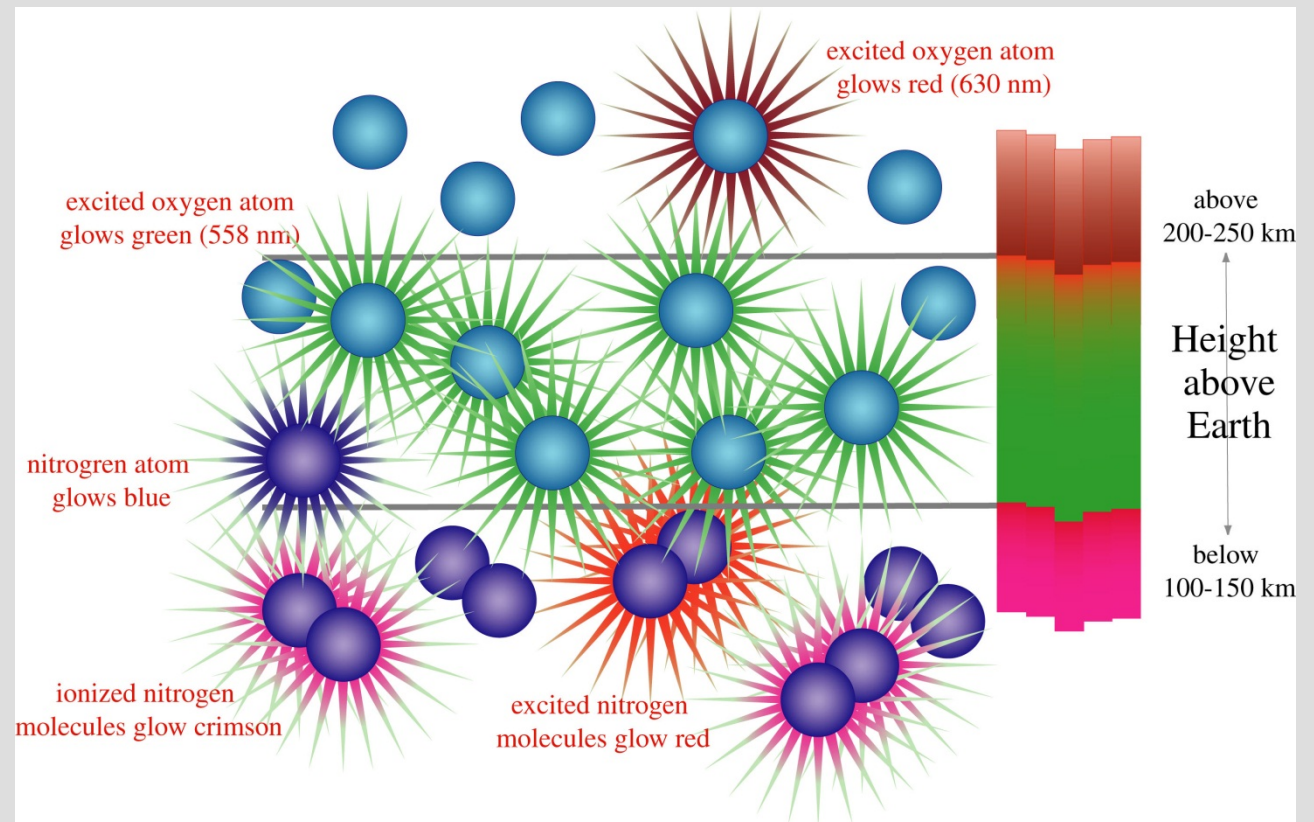 excited oxygen atom
glows red (630 nm)
excited oxygen atom
glows green (558 nm)
above
200-250 km
Height
above
Earth
nitrogren atom
glows blue
below
100-150 km
ionized nitrogen
molecules glow crimson
excited nitrogen
molecules glow red